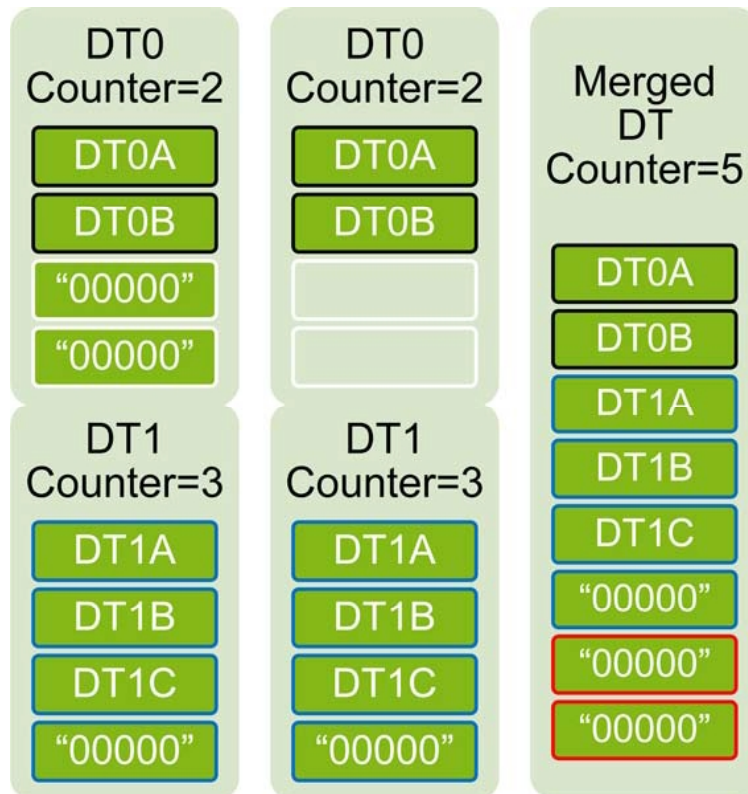 DT0
Counter=2
DT0A
DT0B
“00000”
“00000”
DT1
Counter=3
DT1A
DT1B
DT1C
“00000”
DT0
Counter=2
DT0A
DT0B
DT1
Counter=3
DT1A
DT1B
DT1C
“00000”
Merged
DT
Counter=5
DT0A
DT0B
DT1A
DT1B
DT1C
“00000”
“00000”
“00000”